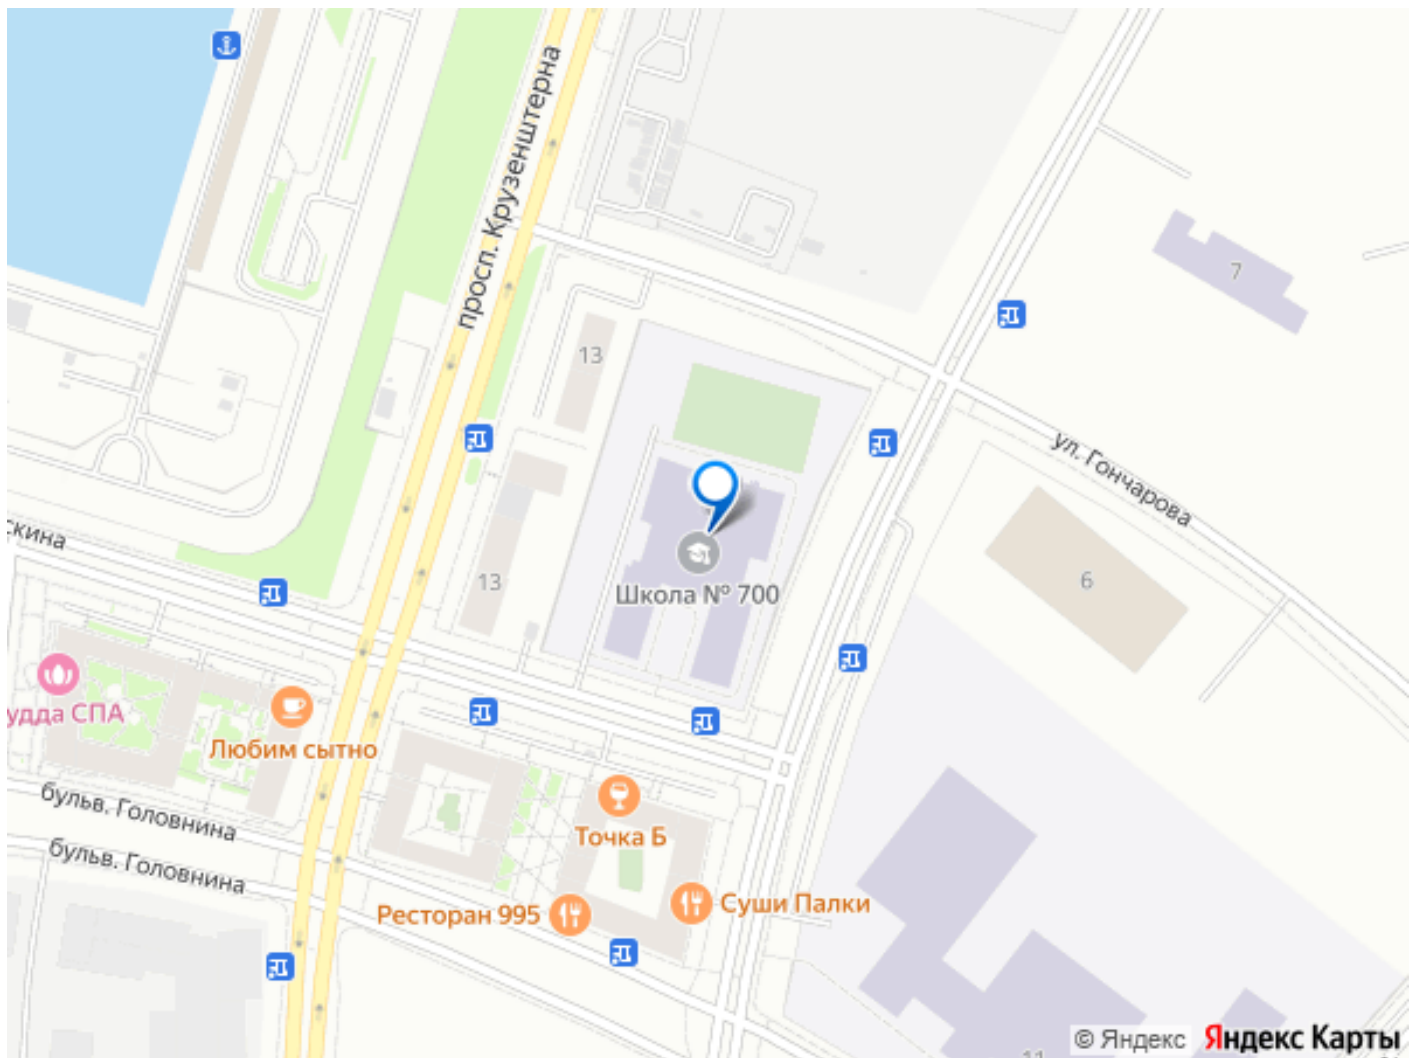 просп. Крузенштерна
7
13
ул. Гончарова
скина
13
Школа № 700
6
удда СПА
Любим сытно
бульв. Головнина
Точка Б
бульв. Головнина
Ресторан 995
Суши Палки
© Яндекс Яндекс Карты